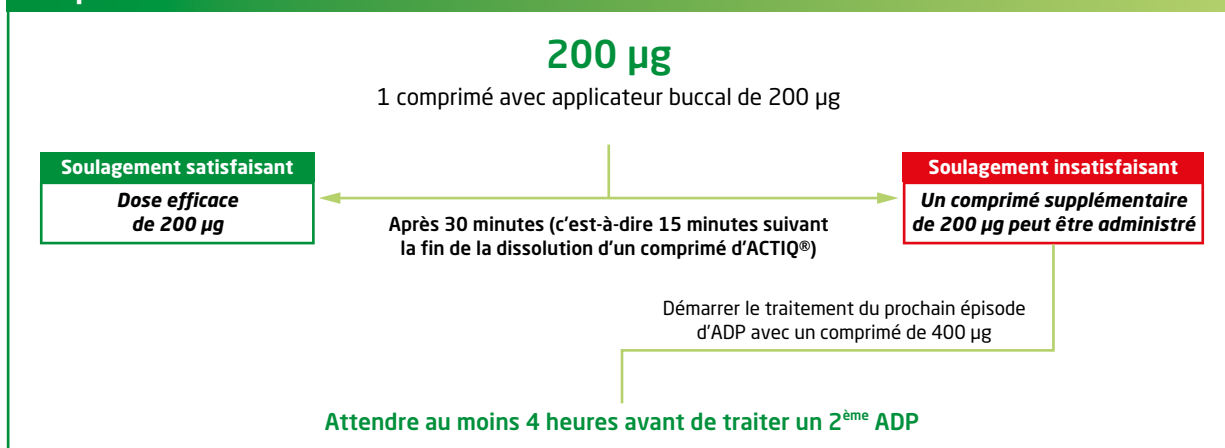 200 µg
1 comprimé avec applicateur buccal de 200 µg
Soulagement satisfaisant
Dose efficace
de 200 µg
Soulagement insatisfaisant
Un comprimé supplémentaire
de 200 µg peut être administré
Après 30 minutes (c'est-à-dire 15 minutes suivant
la fin de la dissolution d'un comprimé d'ACTIQ®)
Démarrer le traitement du prochain épisode
d'ADP avec un comprimé de 400 µg
Attendre au moins 4 heures avant de traiter un 2ème ADP